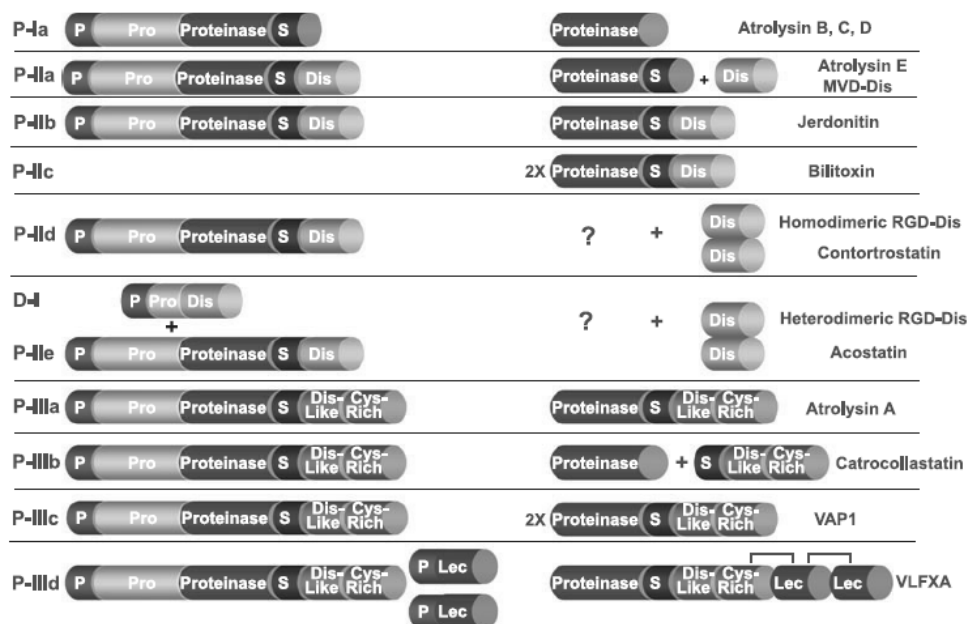 P-Ia P Pro Proteinase S Proteinase Atrolysin B, C, D
P-IIa P Pro Proteinase S Dis Proteinase S + Dis Atrolysin E
MVD-Dis
P-IIb P Pro Proteinase S Dis Proteinase S Dis Jerdonitin
P-IIc 2X Proteinase S Dis Bilitoxin
P-IId P Pro Proteinase S Dis ? + Dis Homodimeric RGD-Dis
Dis Contortrostatin
D-I P Pro Dis
+ ? + Dis Heterodimeric RGD-Dis
P-IIe P Pro Proteinase S Dis Dis Acostatin
P-IIIa P Pro Proteinase S Dis-Like Cys-Rich Proteinase S Dis-Like Cys-Rich Atrolysin A
P-IIIb P Pro Proteinase S Dis-Like Cys-Rich Proteinase + S Dis-Like Cys-Rich Catrocollastatin
P-IIIc P Pro Proteinase S Dis-Like Cys-Rich 2X Proteinase S Dis-Like Cys-Rich VAP1
P Lec
P-IIId P Pro Proteinase S Dis-Like Cys-Rich Proteinase S Dis-Like Cys-Rich Lec Lec VLFXA
P Lec